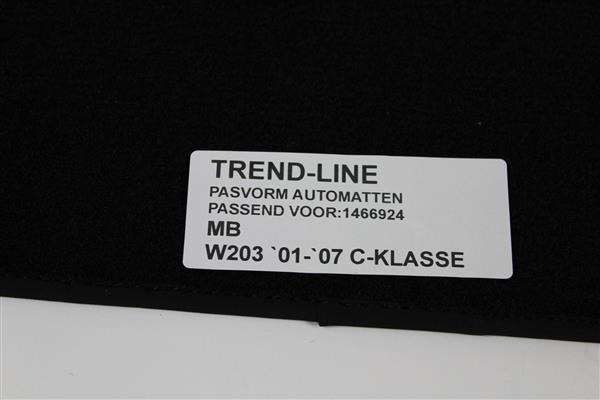 TREND-LINE
PASVORM AUTOMATTEN
PASSEND VOOR:1466924
MB
W203 `01-`07 C-KLASSE